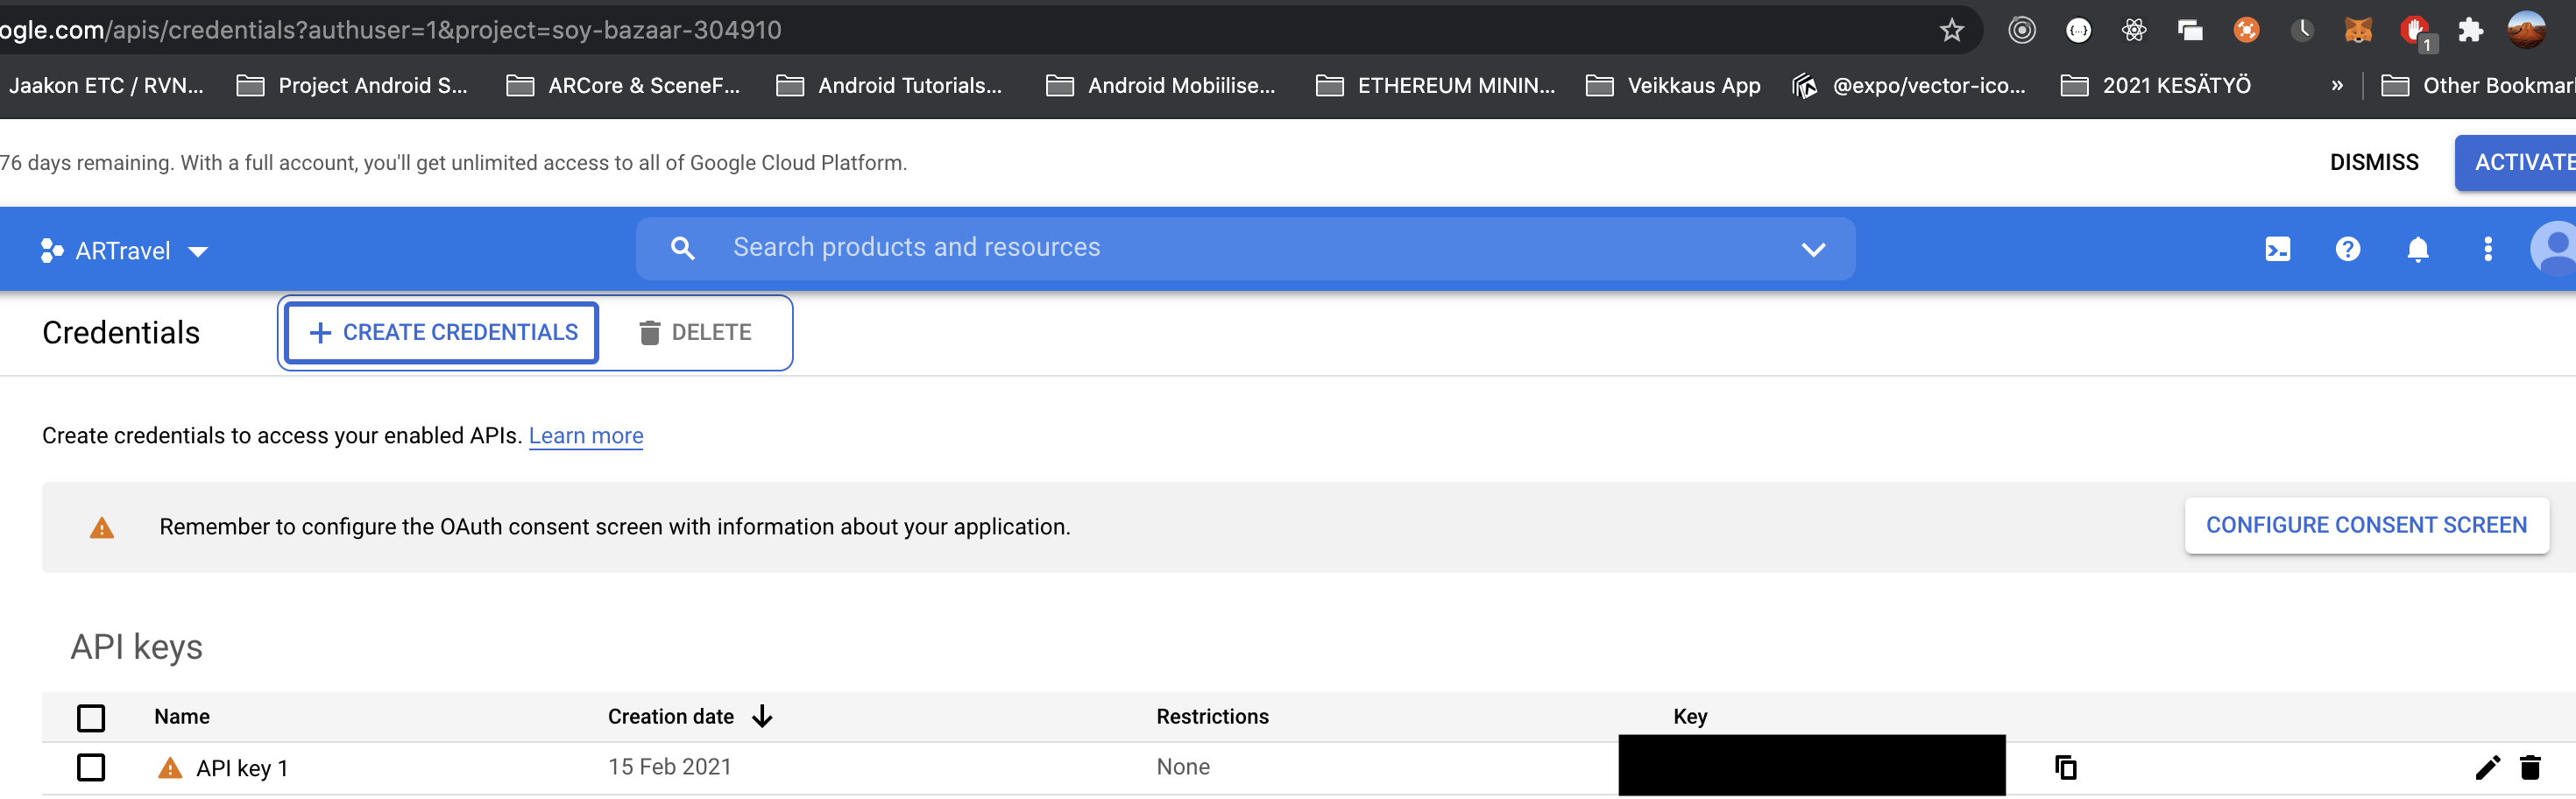 ogle.com/apis/credentials?authuser=1&project=soy-bazaar-304910
1
Jaakon ETC / RVN... Project Android S... ARCore & SceneF... Android Tutorials... Android Mobiilise... ETHEREUM MININ... Veikkaus App @expo/vector-ico... 2021 KESÄTYÖ » Other Bookmar
76 days remaining. With a full account, you'll get unlimited access to all of Google Cloud Platform. DISMISS ACTIVATE
ARTravel Search products and resources
Credentials + CREATE CREDENTIALS DELETE
Create credentials to access your enabled APIs. Learn more
Remember to configure the OAuth consent screen with information about your application. CONFIGURE CONSENT SCREEN
API keys
Name Creation date Restrictions Key
API key 1 15 Feb 2021 None